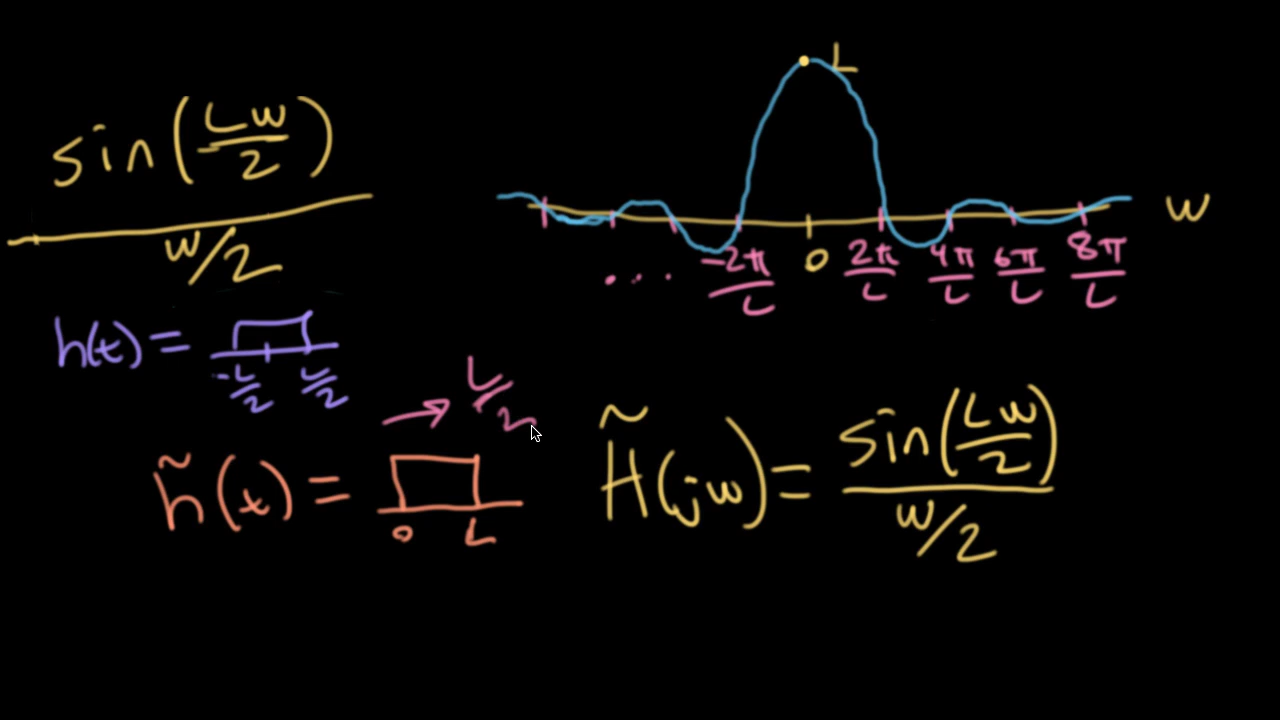 L
sin(Lw/2)
w/2
w
... -2π/L 0 2π/L 4π/L 6π/L 8π/L
h(t) =
-L/2 L/2
→ L/2
h̃(t) =
0 L
H̃(jw) = sin(Lw/2)
w/2